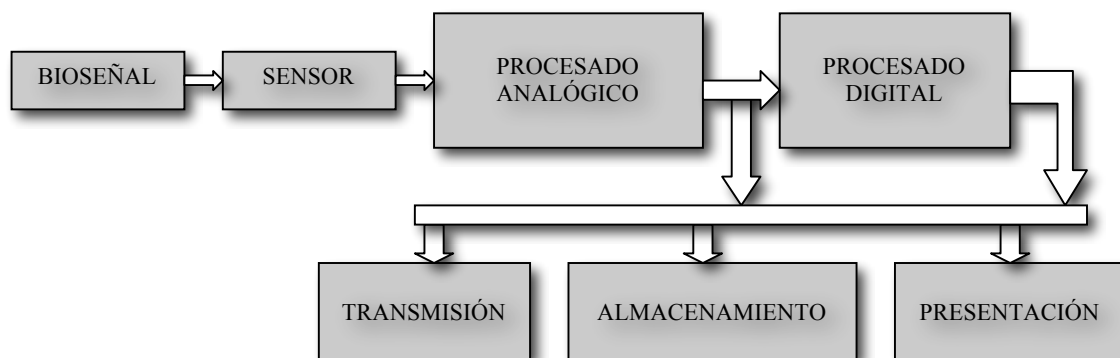 BIOSEÑAL
SENSOR
PROCESADO
ANALÓGICO
PROCESADO
DIGITAL
TRANSMISIÓN
ALMACENAMIENTO
PRESENTACIÓN